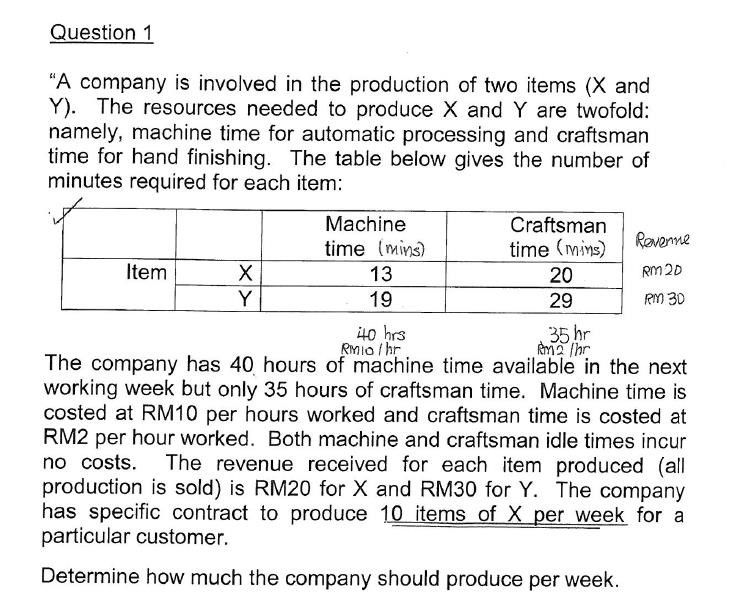 Question 1
“A company is involved in the production of two items (X and
Y). The resources needed to produce X and Y are twofold:
namely, machine time for automatic processing and craftsman
time for hand finishing. The table below gives the number of
minutes required for each item:
Machine time (mins) Craftsman time (mins) Revenue
Item X 13 20 RM20
Y 19 29 RM 30
40 hrs 35 hr
RM10 / hr RM2 / hr
The company has 40 hours of machine time available in the next
working week but only 35 hours of craftsman time. Machine time is
costed at RM10 per hours worked and craftsman time is costed at
RM2 per hour worked. Both machine and craftsman idle times incur
no costs. The revenue received for each item produced (all
production is sold) is RM20 for X and RM30 for Y. The company
has specific contract to produce 10 items of X per week for a
particular customer.
Determine how much the company should produce per week.